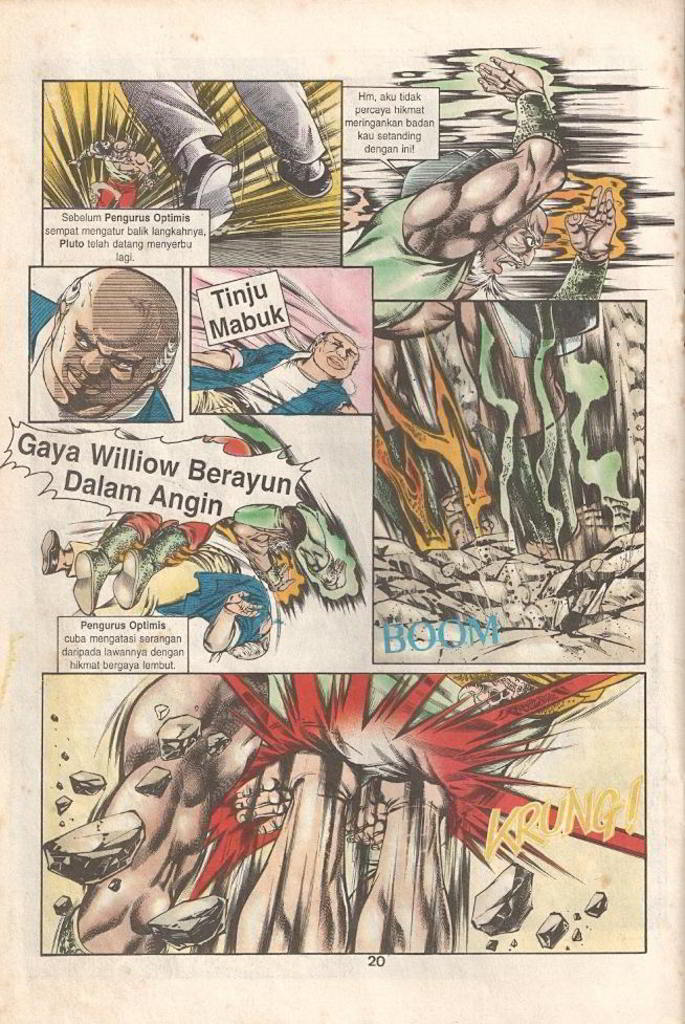 Sebelum Pengurus Optimis
sempat mengatur balik langkahnya,
Pluto telah datang menyerbu
lagi.
Hm, aku tidak
percaya hikmat
meringankan badan
kau setanding
dengan ini!
Tinju
Mabuk
Gaya Williow Berayun
Dalam Angin
Pengurus Optimis
cuba mengatasi serangan
daripada lawannya dengan
hikmat bergaya lembut.
BOOM
KRUNG!
20